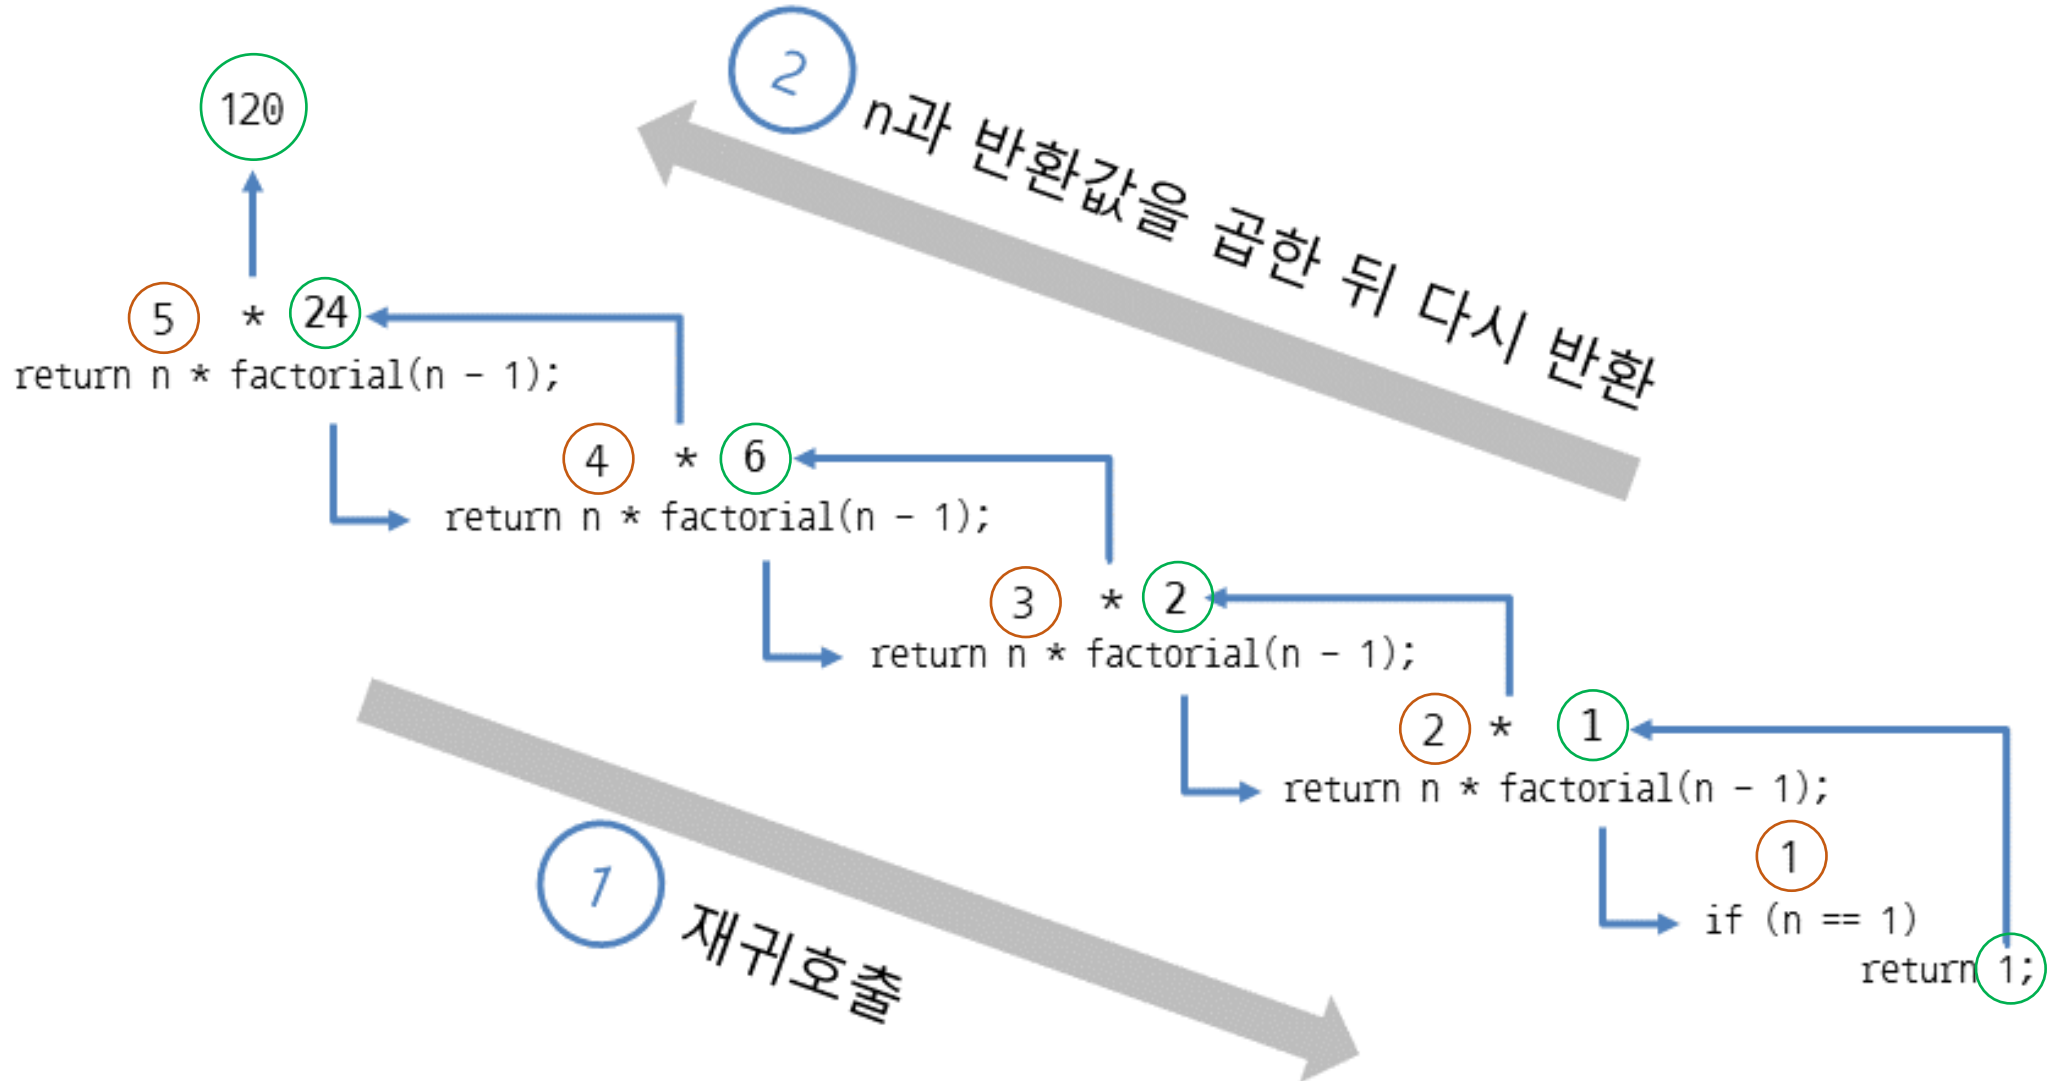 2
n과 반환값을 곱한 뒤 다시 반환
120
5 * 24
return n * factorial(n - 1);
4 * 6
return n * factorial(n - 1);
3 * 2
return n * factorial(n - 1);
2 * 1
return n * factorial(n - 1);
1
if (n == 1)
return 1;
1
재귀호출